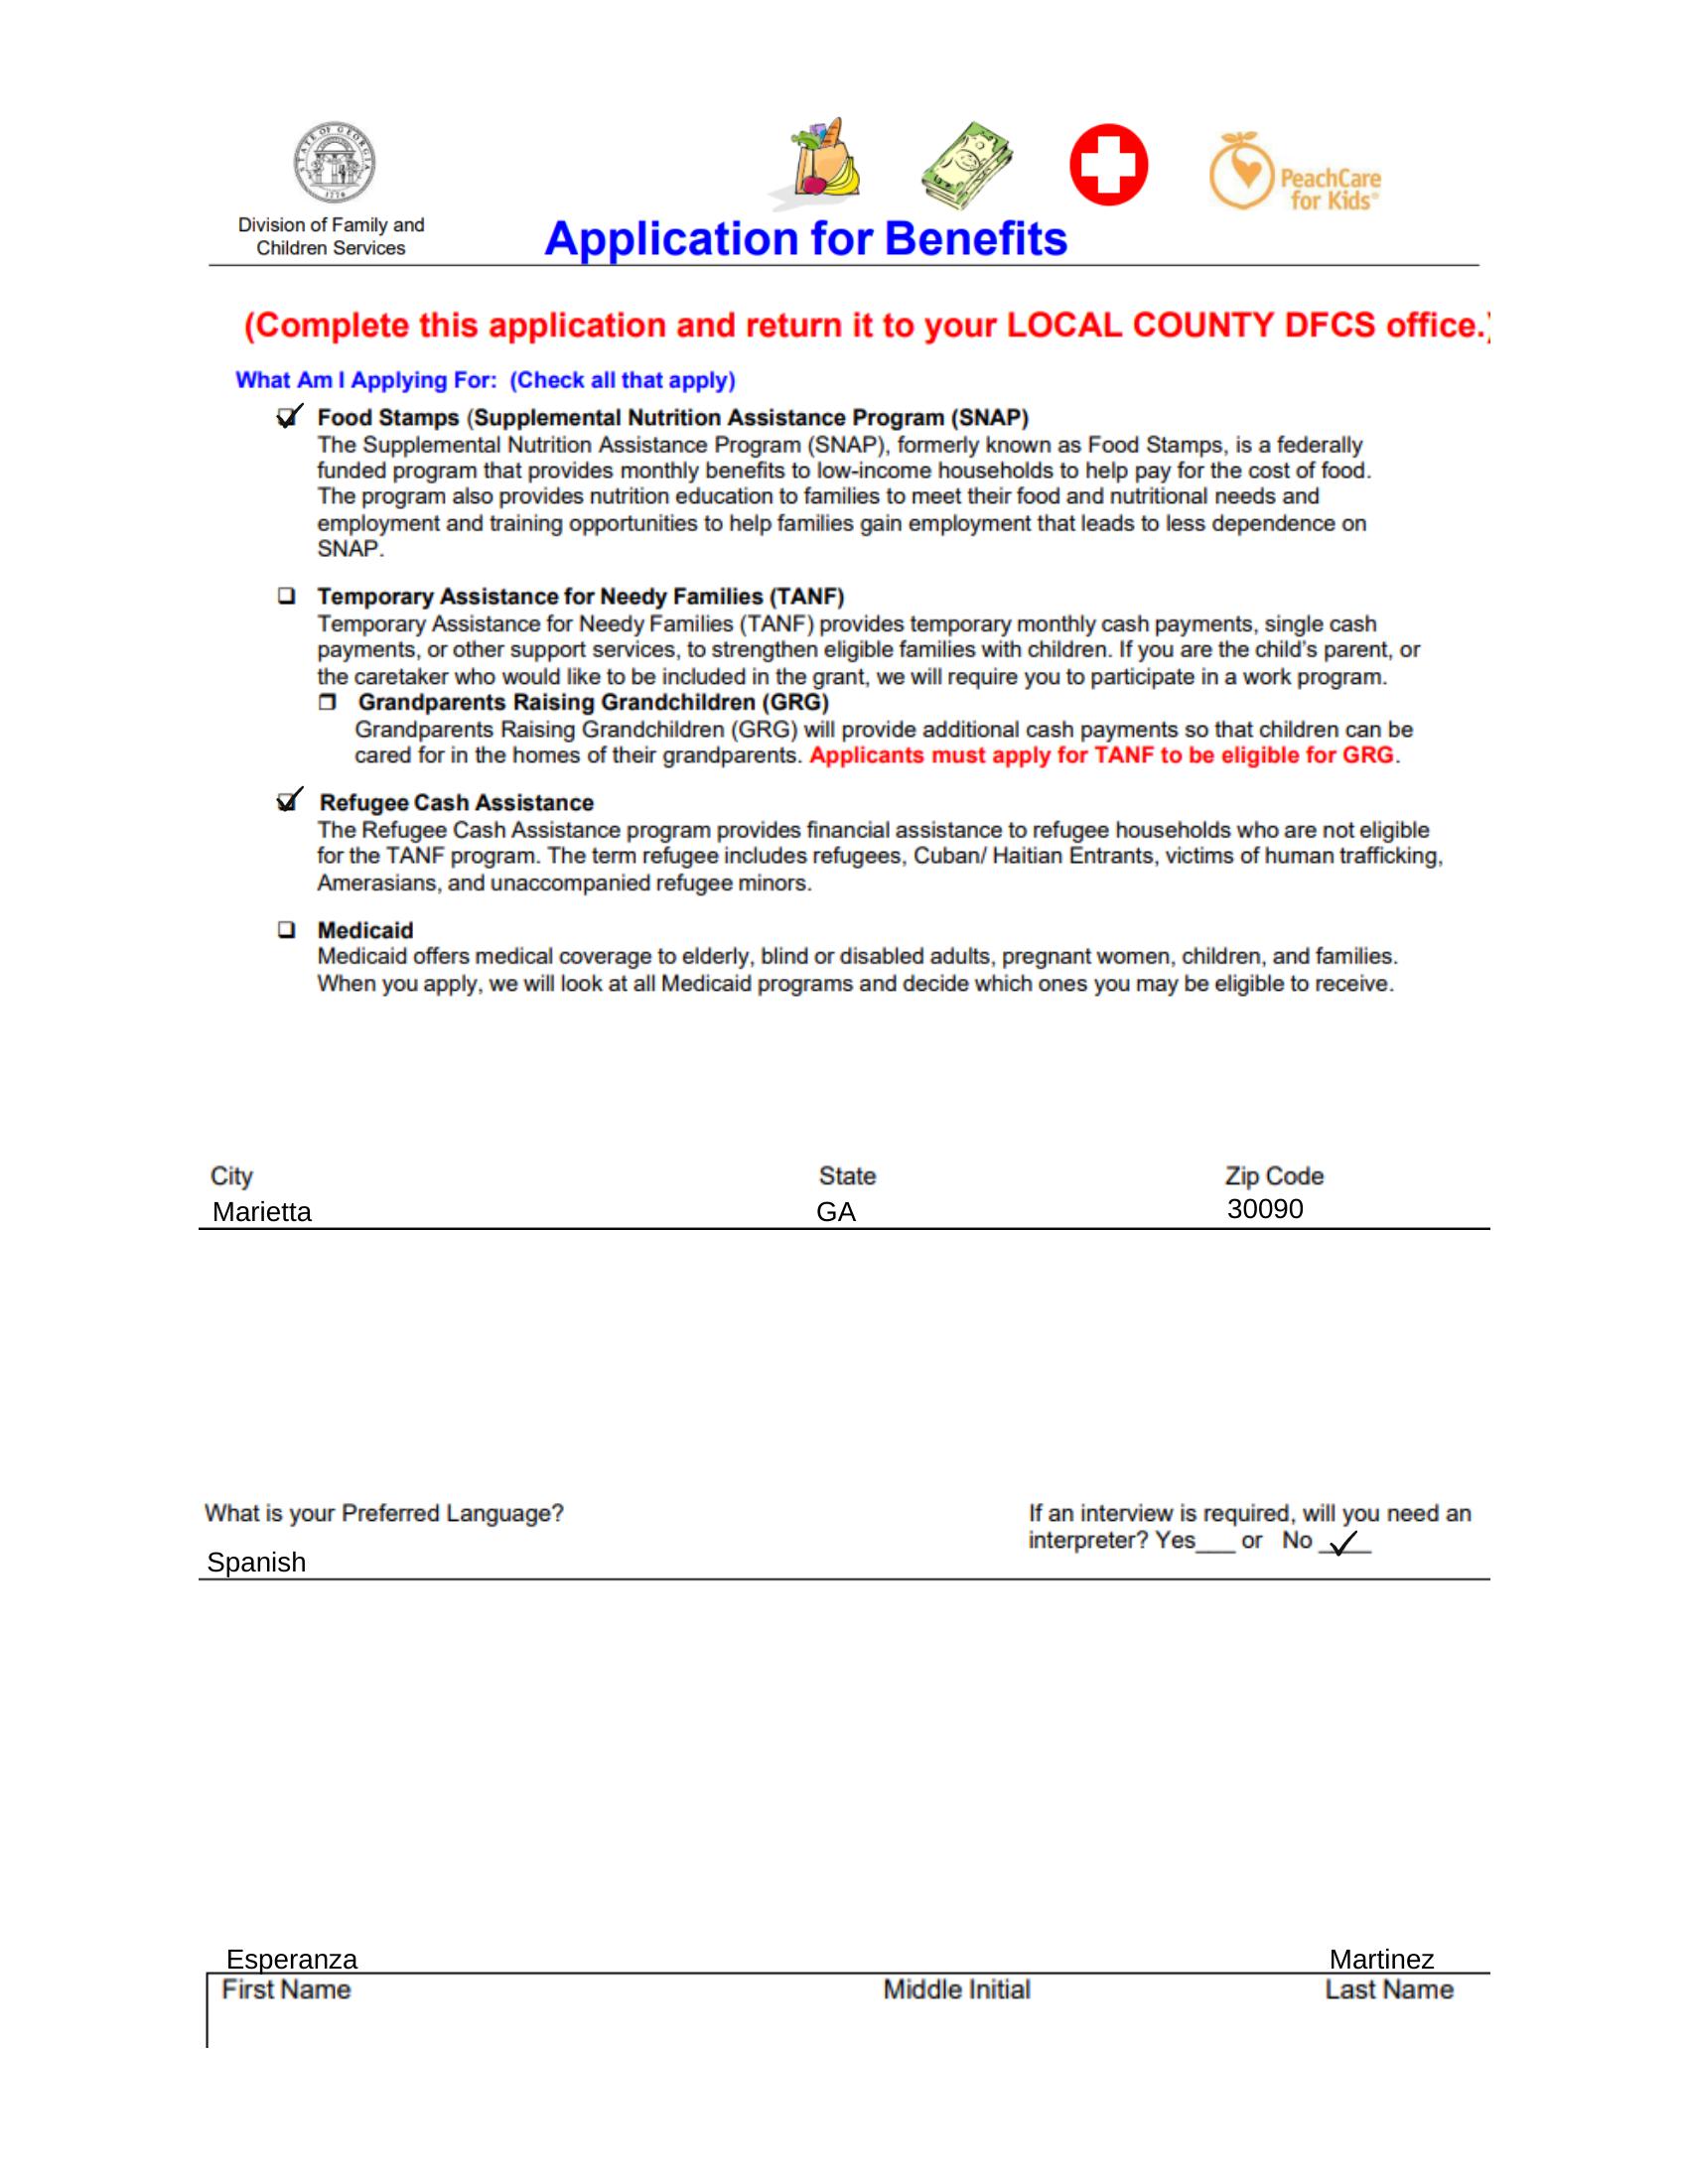 Division of Family and
Children Services
Application for Benefits
PeachCare
for Kids®
(Complete this application and return it to your LOCAL COUNTY DFCS office.)
What Am I Applying For: (Check all that apply)
Food Stamps (Supplemental Nutrition Assistance Program (SNAP)
The Supplemental Nutrition Assistance Program (SNAP), formerly known as Food Stamps, is a federally
funded program that provides monthly benefits to low-income households to help pay for the cost of food.
The program also provides nutrition education to families to meet their food and nutritional needs and
employment and training opportunities to help families gain employment that leads to less dependence on
SNAP.
Temporary Assistance for Needy Families (TANF)
Temporary Assistance for Needy Families (TANF) provides temporary monthly cash payments, single cash
payments, or other support services, to strengthen eligible families with children. If you are the child's parent, or
the caretaker who would like to be included in the grant, we will require you to participate in a work program.
Grandparents Raising Grandchildren (GRG)
Grandparents Raising Grandchildren (GRG) will provide additional cash payments so that children can be
cared for in the homes of their grandparents. Applicants must apply for TANF to be eligible for GRG.
Refugee Cash Assistance
The Refugee Cash Assistance program provides financial assistance to refugee households who are not eligible
for the TANF program. The term refugee includes refugees, Cuban/ Haitian Entrants, victims of human trafficking,
Amerasians, and unaccompanied refugee minors.
Medicaid
Medicaid offers medical coverage to elderly, blind or disabled adults, pregnant women, children, and families.
When you apply, we will look at all Medicaid programs and decide which ones you may be eligible to receive.
City State Zip Code
Marietta GA 30090
What is your Preferred Language? If an interview is required, will you need an
interpreter? Yes___ or No ____
Spanish
Esperanza Martinez
First Name Middle Initial Last Name